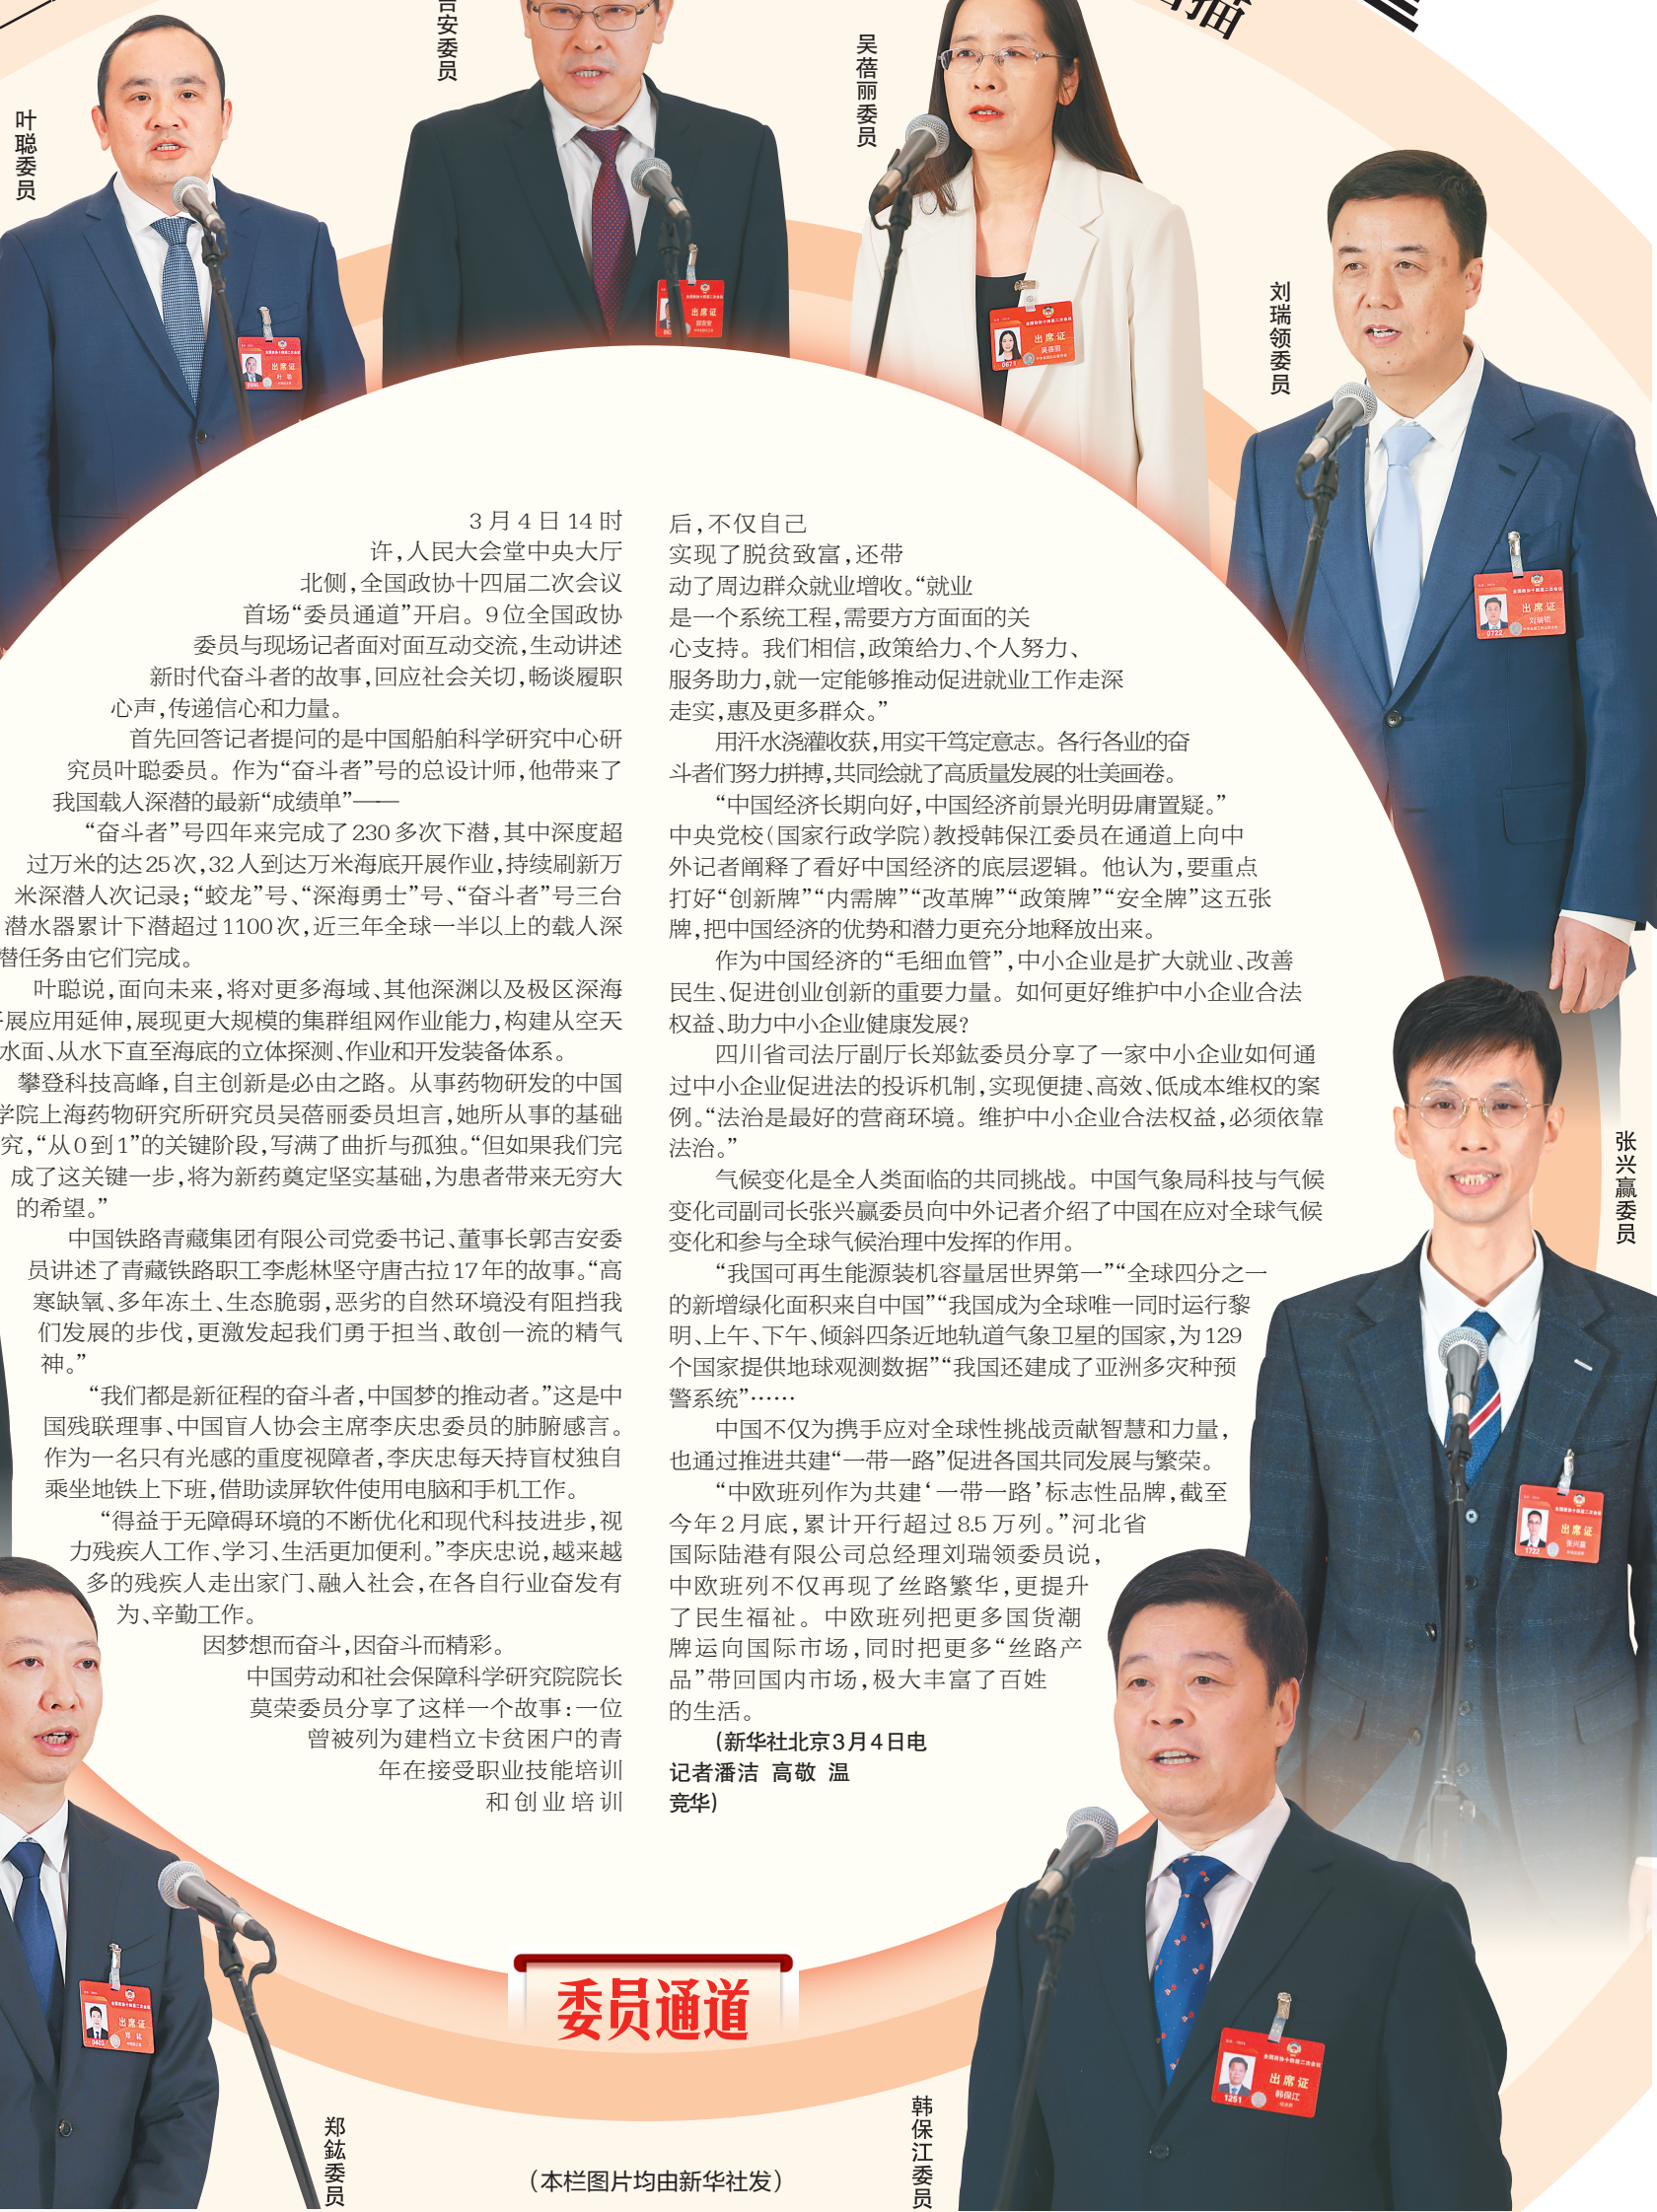 吉安委员
叶聪委员
吴蓓丽委员
刘瑞领委员
出席证
出席证
出席证
吴蓓丽
0671
出席证
刘瑞领
0722
3月4日14时
许，人民大会堂中央大厅
北侧，全国政协十四届二次会议
首场“委员通道”开启。9位全国政协
委员与现场记者面对面互动交流，生动讲述
新时代奋斗者的故事，回应社会关切，畅谈履职
心声，传递信心和力量。
首先回答记者提问的是中国船舶科学研究中心研
究员叶聪委员。作为“奋斗者”号的总设计师，他带来了
我国载人深潜的最新“成绩单”——
“奋斗者”号四年来完成了230多次下潜，其中深度超
过万米的达25次，32人到达万米海底开展作业，持续刷新万
米深潜人次记录；“蛟龙”号、“深海勇士”号、“奋斗者”号三台
潜水器累计下潜超过1100次，近三年全球一半以上的载人深
潜任务由它们完成。
叶聪说，面向未来，将对更多海域、其他深渊以及极区深海
展应用延伸，展现更大规模的集群组网作业能力，构建从空天
水面、从水下直至海底的立体探测、作业和开发装备体系。
攀登科技高峰，自主创新是必由之路。从事药物研发的中国
学院上海药物研究所研究员吴蓓丽委员坦言，她所从事的基础
究，“从0到1”的关键阶段，写满了曲折与孤独。“但如果我们完
成了这关键一步，将为新药奠定坚实基础，为患者带来无穷大
的希望。”
中国铁路青藏集团有限公司党委书记、董事长郭吉安委
员讲述了青藏铁路职工李彪林坚守唐古拉17年的故事。“高
寒缺氧、多年冻土、生态脆弱，恶劣的自然环境没有阻挡我
们发展的步伐，更激发起我们勇于担当、敢创一流的精气
神。”
“我们都是新征程的奋斗者，中国梦的推动者。”这是中
国残联理事、中国盲人协会主席李庆忠委员的肺腑感言。
作为一名只有光感的重度视障者，李庆忠每天持盲杖独自
乘坐地铁上下班，借助读屏软件使用电脑和手机工作。
“得益于无障碍环境的不断优化和现代科技进步，视
力残疾人工作、学习、生活更加便利。”李庆忠说，越来越
多的残疾人走出家门、融入社会，在各自行业奋发有
为、辛勤工作。
因梦想而奋斗，因奋斗而精彩。
中国劳动和社会保障科学研究院院长
莫荣委员分享了这样一个故事：一位
曾被列为建档立卡贫困户的青
年在接受职业技能培训
和创业培训
后，不仅自己
实现了脱贫致富，还带
动了周边群众就业增收。“就业
是一个系统工程，需要方方面面的关
心支持。我们相信，政策给力、个人努力、
服务助力，就一定能够推动促进就业工作走深
走实，惠及更多群众。”
用汗水浇灌收获，用实干笃定意志。各行各业的奋
斗者们努力拼搏，共同绘就了高质量发展的壮美画卷。
“中国经济长期向好，中国经济前景光明毋庸置疑。”
中央党校（国家行政学院）教授韩保江委员在通道上向中
外记者阐释了看好中国经济的底层逻辑。他认为，要重点
打好“创新牌”“内需牌”“改革牌”“政策牌”“安全牌”这五张
牌，把中国经济的优势和潜力更充分地释放出来。
作为中国经济的“毛细血管”，中小企业是扩大就业、改善
民生、促进创业创新的重要力量。如何更好维护中小企业合法
权益、助力中小企业健康发展？
四川省司法厅副厅长郑鈜委员分享了一家中小企业如何通
过中小企业促进法的投诉机制，实现便捷、高效、低成本维权的案
例。“法治是最好的营商环境。维护中小企业合法权益，必须依靠
法治。”
气候变化是全人类面临的共同挑战。中国气象局科技与气候
变化司副司长张兴赢委员向中外记者介绍了中国在应对全球气候
变化和参与全球气候治理中发挥的作用。
“我国可再生能源装机容量居世界第一”“全球四分之一
的新增绿化面积来自中国”“我国成为全球唯一同时运行黎
明、上午、下午、倾斜四条近地轨道气象卫星的国家，为129
个国家提供地球观测数据”“我国还建成了亚洲多灾种预
警系统”……
中国不仅为携手应对全球性挑战贡献智慧和力量，
也通过推进共建“一带一路”促进各国共同发展与繁荣。
“中欧班列作为共建‘一带一路’标志性品牌，截至
今年2月底，累计开行超过8.5万列。”河北省
国际陆港有限公司总经理刘瑞领委员说，
中欧班列不仅再现了丝路繁华，更提升
了民生福祉。中欧班列把更多国货潮
牌运向国际市场，同时把更多“丝路产
品”带回国内市场，极大丰富了百姓
的生活。
（新华社北京3月4日电
记者潘洁 高敬 温
竞华）
张兴赢委员
出席证
张兴赢
1722
出席证
出席证
韩保江
1251
委员通道
郑鈜委员
韩保江委员
（本栏图片均由新华社发）